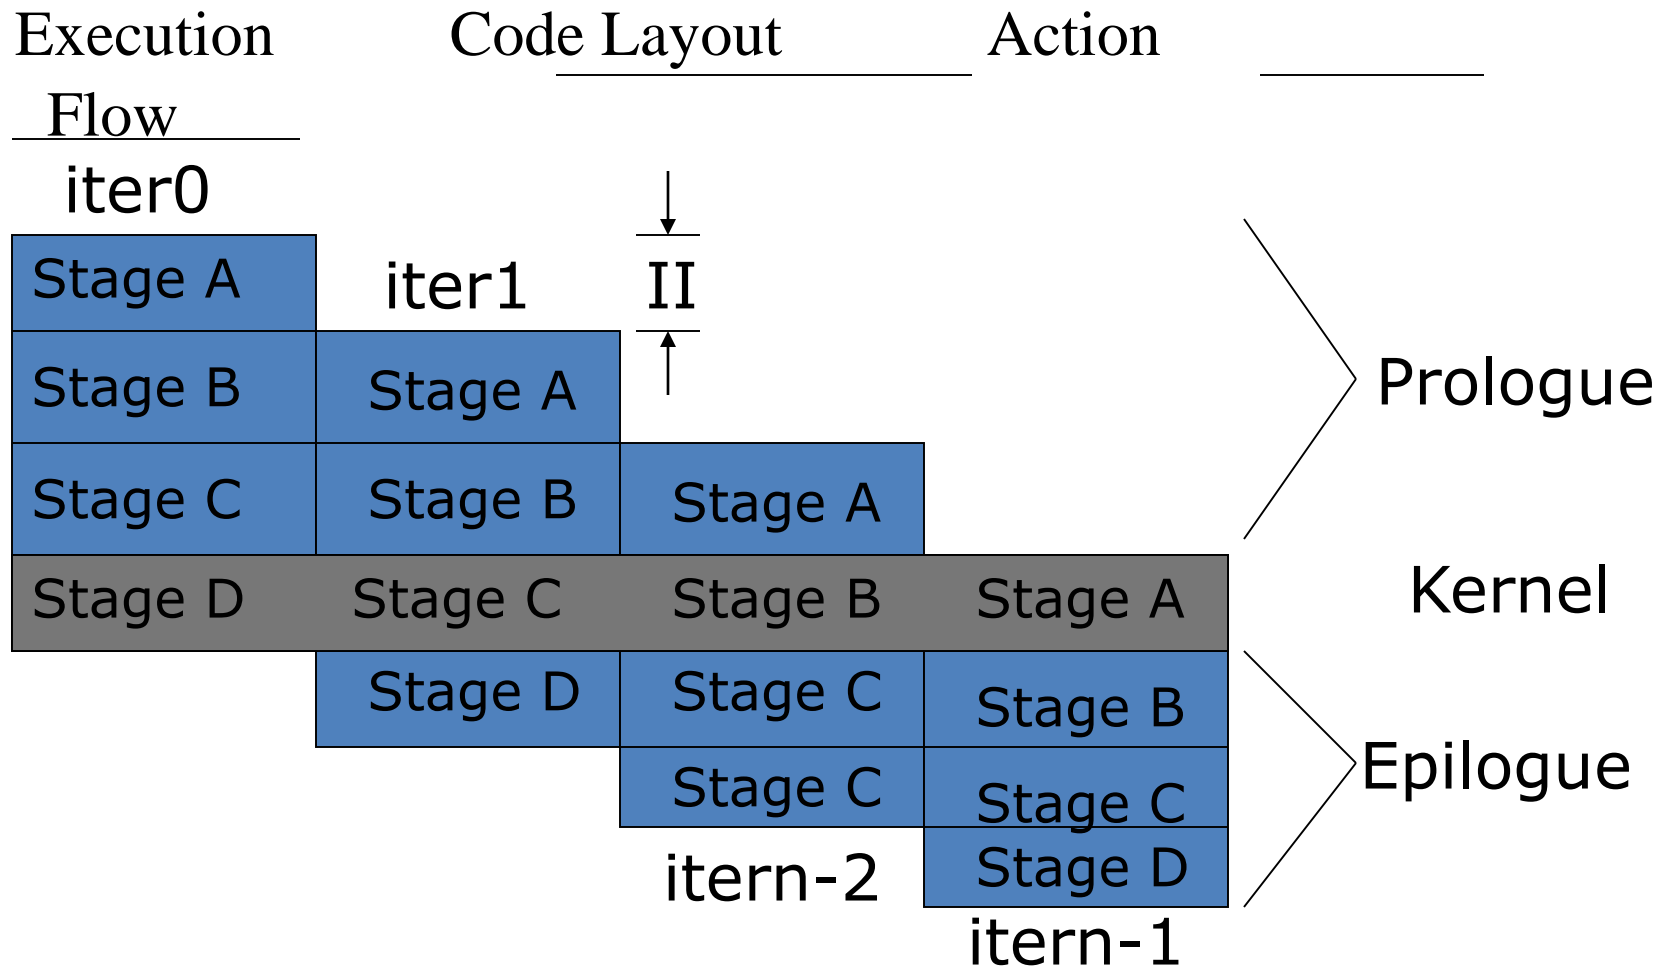 Execution Code Layout Action
Flow
iter0
Stage A iter1 II
Stage B Stage A Prologue
Stage C Stage B Stage A
Stage D Stage C Stage B Stage A Kernel
Stage D Stage C Stage B
Stage C Stage C Epilogue
itern-2 Stage D
itern-1